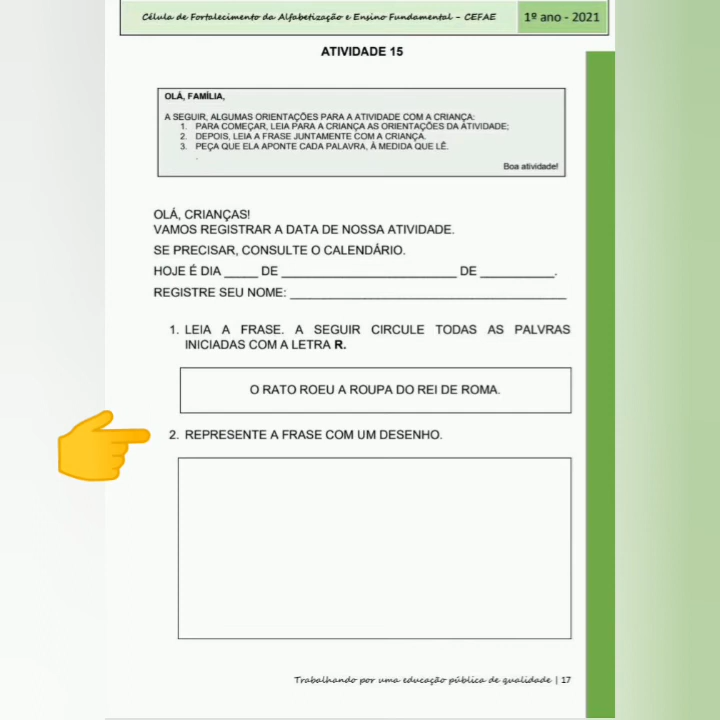 Célula de Fortalecimento da Alfabetização e Ensino Fundamental - CEFAE
1º ano - 2021
ATIVIDADE 15
OLÁ, FAMÍLIA,
A SEGUIR, ALGUMAS ORIENTAÇÕES PARA A ATIVIDADE COM A CRIANÇA:
1. PARA COMEÇAR, LEIA PARA A CRIANÇA AS ORIENTAÇÕES DA ATIVIDADE;
2. DEPOIS, LEIA A FRASE JUNTAMENTE COM A CRIANÇA.
3. PEÇA QUE ELA APONTE CADA PALAVRA, À MEDIDA QUE LÊ.
.
Boa atividade!
OLÁ, CRIANÇAS!
VAMOS REGISTRAR A DATA DE NOSSA ATIVIDADE.
SE PRECISAR, CONSULTE O CALENDÁRIO.
HOJE É DIA _____ DE __________________________ DE ___________.
REGISTRE SEU NOME: _________________________________________
1. LEIA A FRASE. A SEGUIR CIRCULE TODAS AS PALVRAS
INICIADAS COM A LETRA R.
O RATO ROEU A ROUPA DO REI DE ROMA.
2. REPRESENTE A FRASE COM UM DESENHO.
Trabalhando por uma educação pública de qualidade | 17